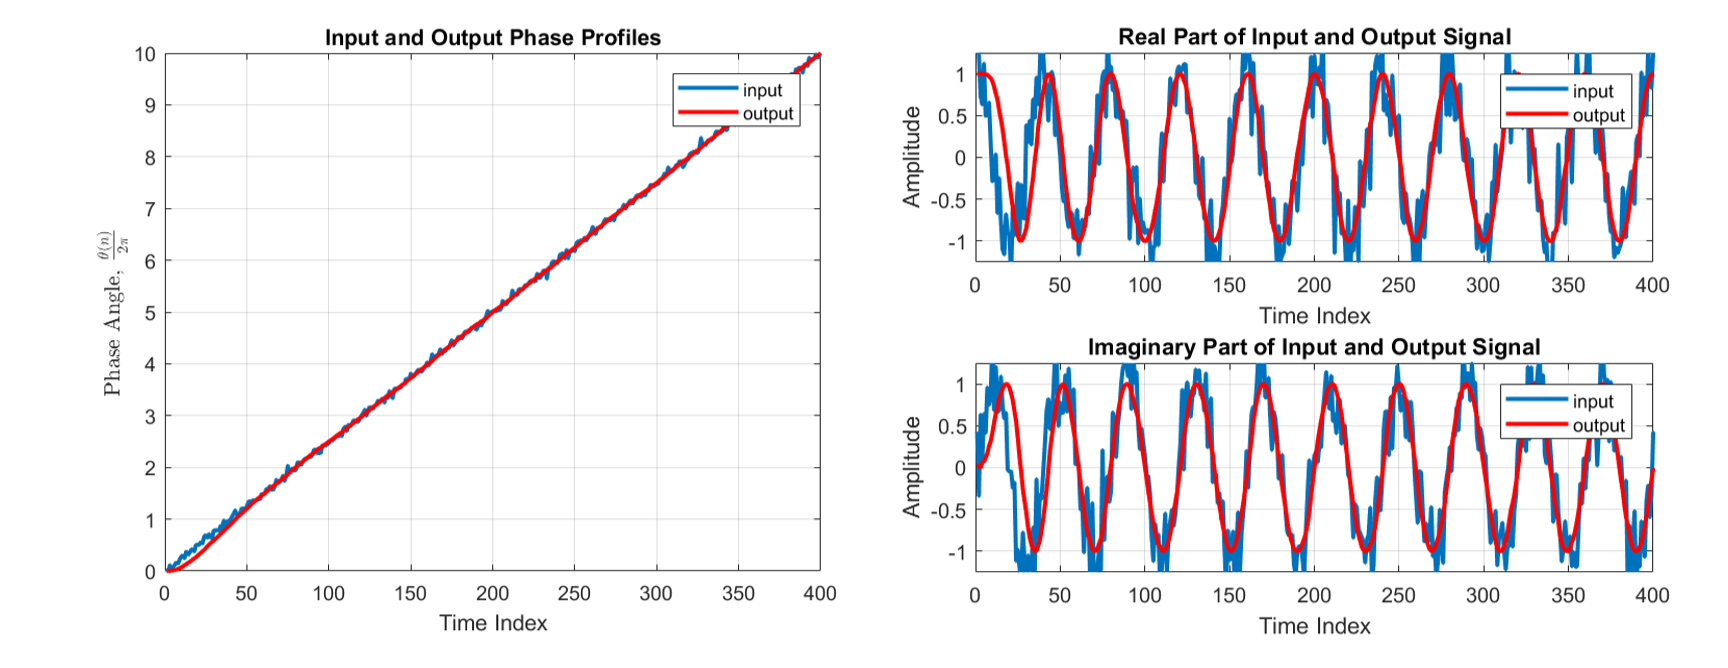 Input and Output Phase Profiles
10
9
8
7
6
5
4
3
2
1
0
Phase Angle, θ(n)/2π
input
output
0 50 100 150 200 250 300 350 400
Time Index
Real Part of Input and Output Signal
1
0.5
0
-0.5
-1
Amplitude
input
output
0 50 100 150 200 250 300 350 400
Time Index
Imaginary Part of Input and Output Signal
1
0.5
0
-0.5
-1
Amplitude
input
output
0 50 100 150 200 250 300 350 400
Time Index